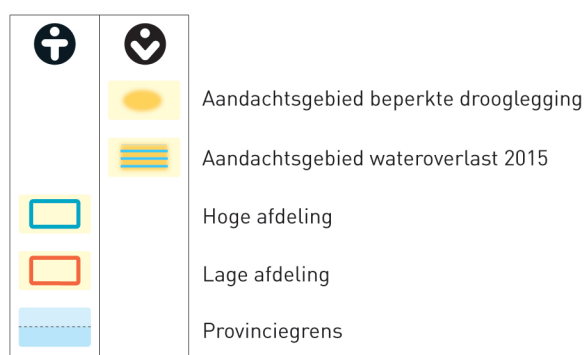 Aandachtsgebied beperkte drooglegging
Aandachtsgebied wateroverlast 2015
Hoge afdeling
Lage afdeling
Provinciegrens